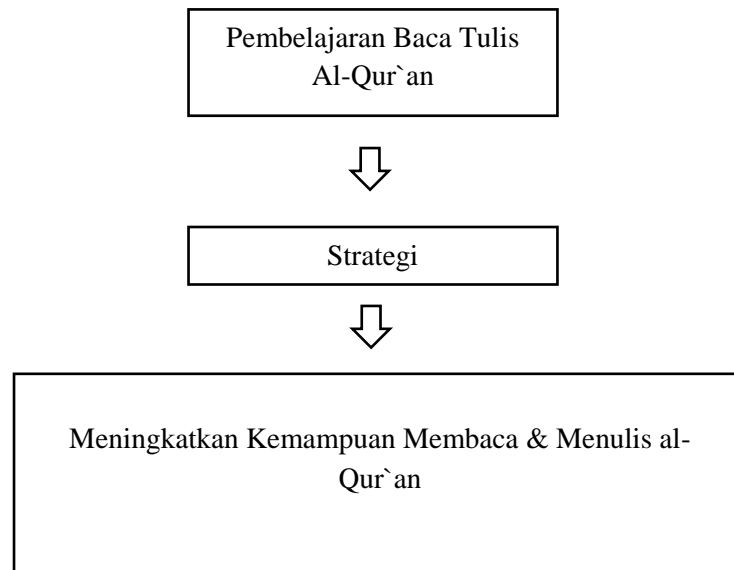 Pembelajaran Baca Tulis
Al-Qur`an
Strategi
Meningkatkan Kemampuan Membaca & Menulis al-
Qur`an